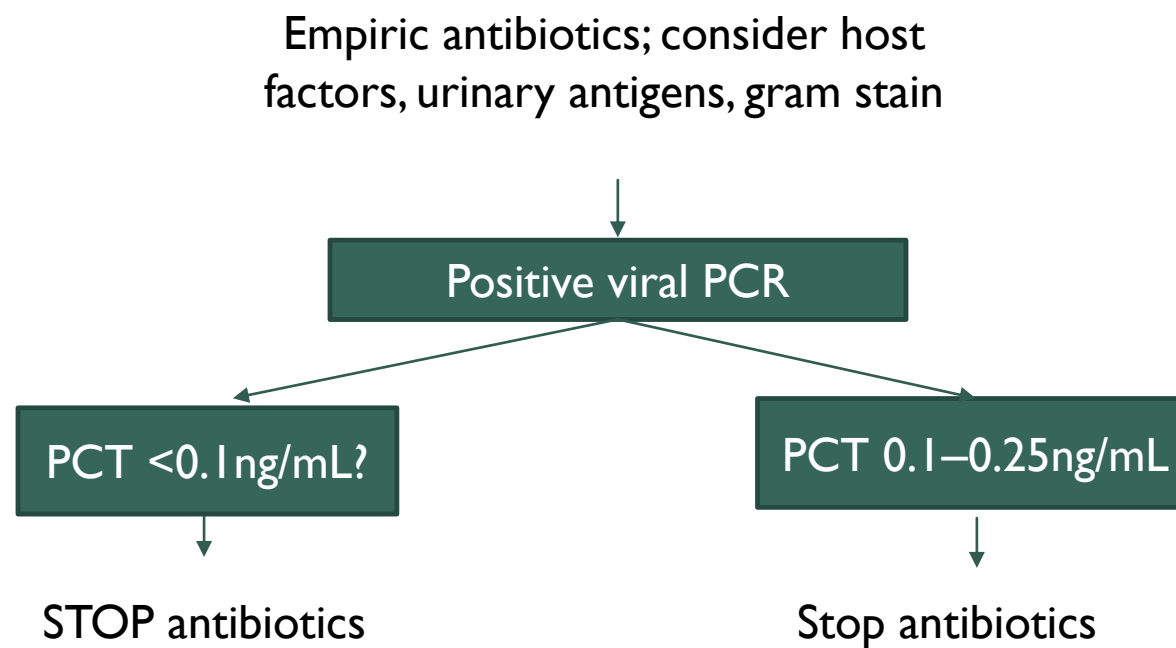 Empiric antibiotics; consider host
factors, urinary antigens, gram stain
Positive viral PCR
PCT <0.1ng/mL?
PCT 0.1–0.25ng/mL
STOP antibiotics
Stop antibiotics